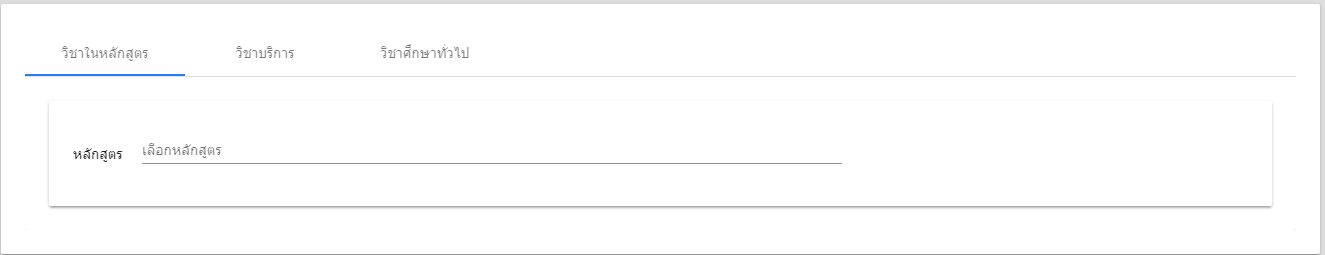 วิชาในหลักสูตร วิชาบริการ วิชาศึกษาทั่วไป
หลักสูตร เลือกหลักสูตร